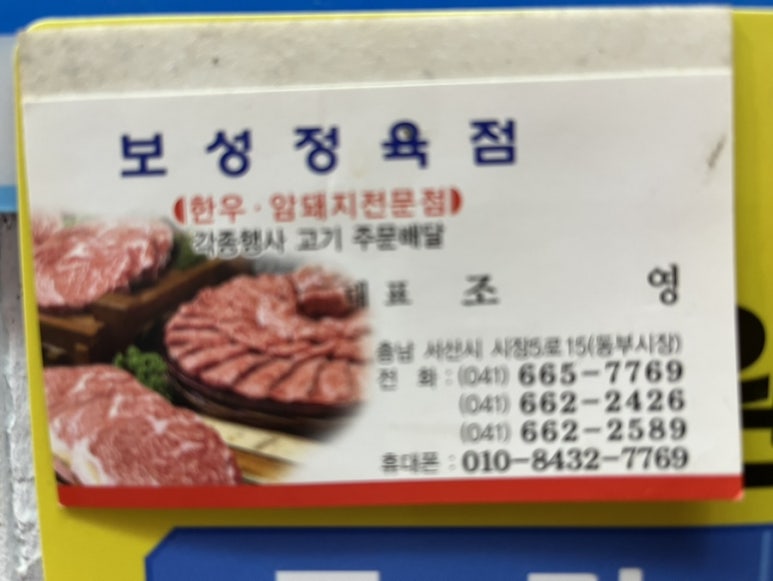 보성정육점
(한우·암돼지전문점)
각종행사 고기 주문배달
대표 조 영
충남 서산시 시장5로 15(동부시장)
전 화 : (041) 665-7769
(041) 662-2426
(041) 662-2589
휴대폰 : 010-8432-7769